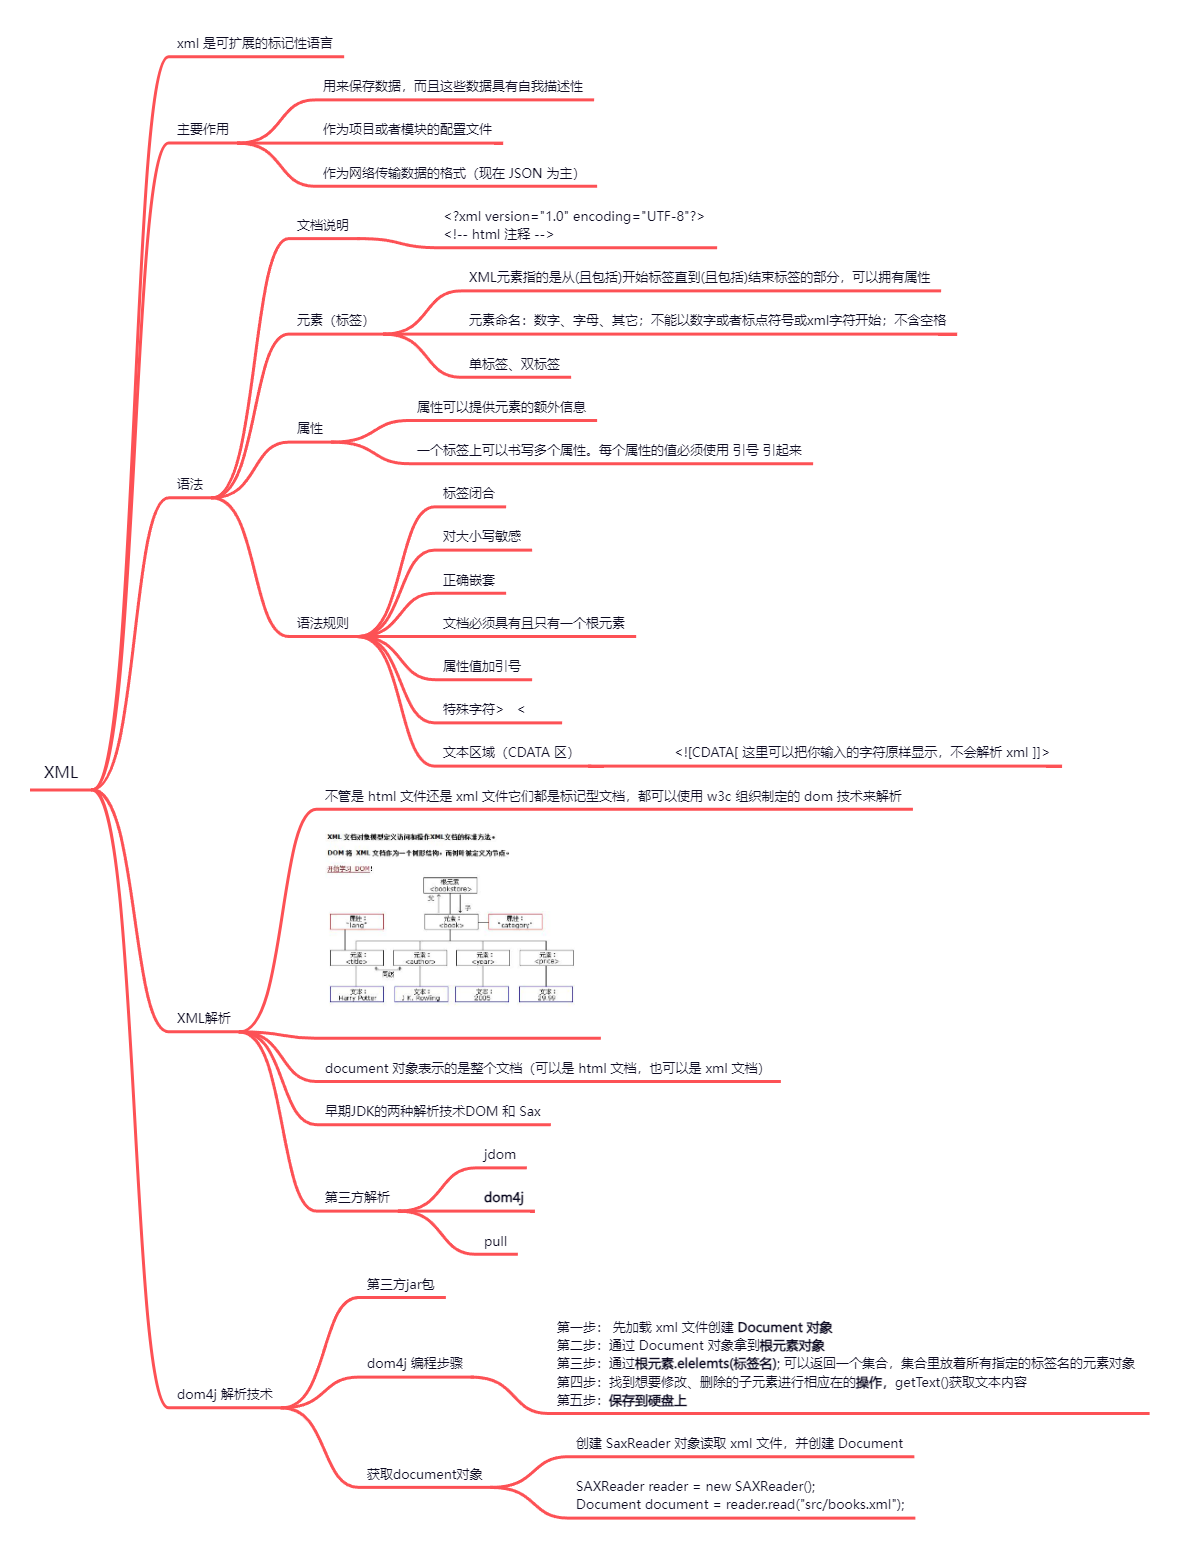 xml 是可扩展的标记性语言
用来保存数据，而且这些数据具有自我描述性
主要作用
作为项目或者模块的配置文件
作为网络传输数据的格式（现在 JSON 为主）
文档说明
<?xml version="1.0" encoding="UTF-8"?>
<!-- html 注释 -->
XML元素指的是从(且包括)开始标签直到(且包括)结束标签的部分，可以拥有属性
元素（标签）
元素命名：数字、字母、其它；不能以数字或者标点符号或xml字符开始；不含空格
单标签、双标签
属性可以提供元素的额外信息
属性
一个标签上可以书写多个属性。每个属性的值必须使用 引号 引起来
语法
标签闭合
对大小写敏感
正确嵌套
语法规则
文档必须具有且只有一个根元素
属性值加引号
特殊字符> <
文本区域（CDATA 区）
<![CDATA[ 这里可以把你输入的字符原样显示，不会解析 xml ]]>
XML
不管是 html 文件还是 xml 文件它们都是标记型文档，都可以使用 w3c 组织制定的 dom 技术来解析
XML 文档对象模型定义访问和操作XML文档的标准方法。
DOM 将 XML 文档作为一个树形结构，而树叶被定义为节点。
开始学习 DOM!
根元素
<bookstore>
父
子
属性：
"lang"
元素：
<book>
属性：
"category"
元素：
<title>
元素：
<author>
元素：
<year>
元素：
<price>
同级
文本：
Harry Potter
文本：
J K. Rowling
文本：
2005
文本：
29.99
XML解析
document 对象表示的是整个文档（可以是 html 文档，也可以是 xml 文档）
早期JDK的两种解析技术DOM 和 Sax
第三方解析
jdom
dom4j
pull
第三方jar包
dom4j 编程步骤
第一步： 先加载 xml 文件创建 Document 对象
第二步：通过 Document 对象拿到根元素对象
第三步：通过根元素.elelemts(标签名); 可以返回一个集合，集合里放着所有指定的标签名的元素对象
第四步：找到想要修改、删除的子元素进行相应在的操作，getText()获取文本内容
第五步：保存到硬盘上
dom4j 解析技术
获取document对象
创建 SaxReader 对象读取 xml 文件，并创建 Document
SAXReader reader = new SAXReader();
Document document = reader.read("src/books.xml");